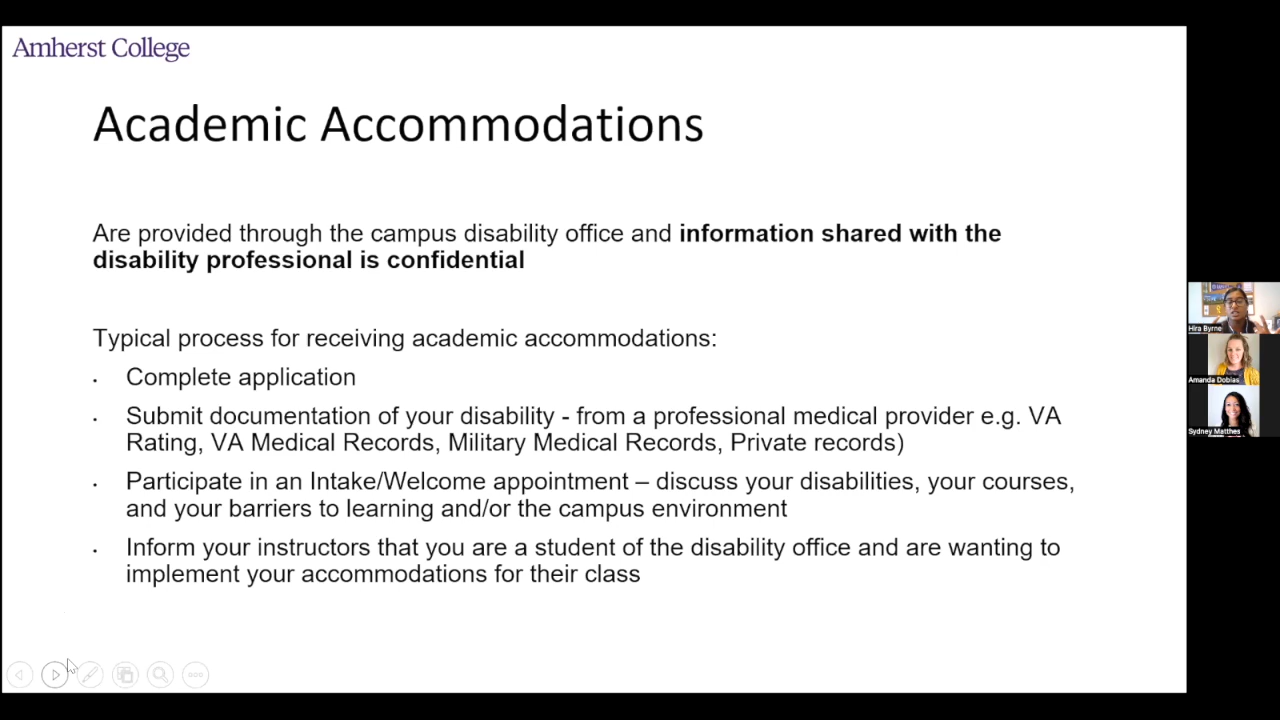 Amherst College
Academic Accommodations
Are provided through the campus disability office and information shared with the
disability professional is confidential
Typical process for receiving academic accommodations:
• Complete application
• Submit documentation of your disability - from a professional medical provider e.g. VA
Rating, VA Medical Records, Military Medical Records, Private records)
• Participate in an Intake/Welcome appointment – discuss your disabilities, your courses,
and your barriers to learning and/or the campus environment
• Inform your instructors that you are a student of the disability office and are wanting to
implement your accommodations for their class
Hira Byrne
Amanda Dobias
Sydney Matthes